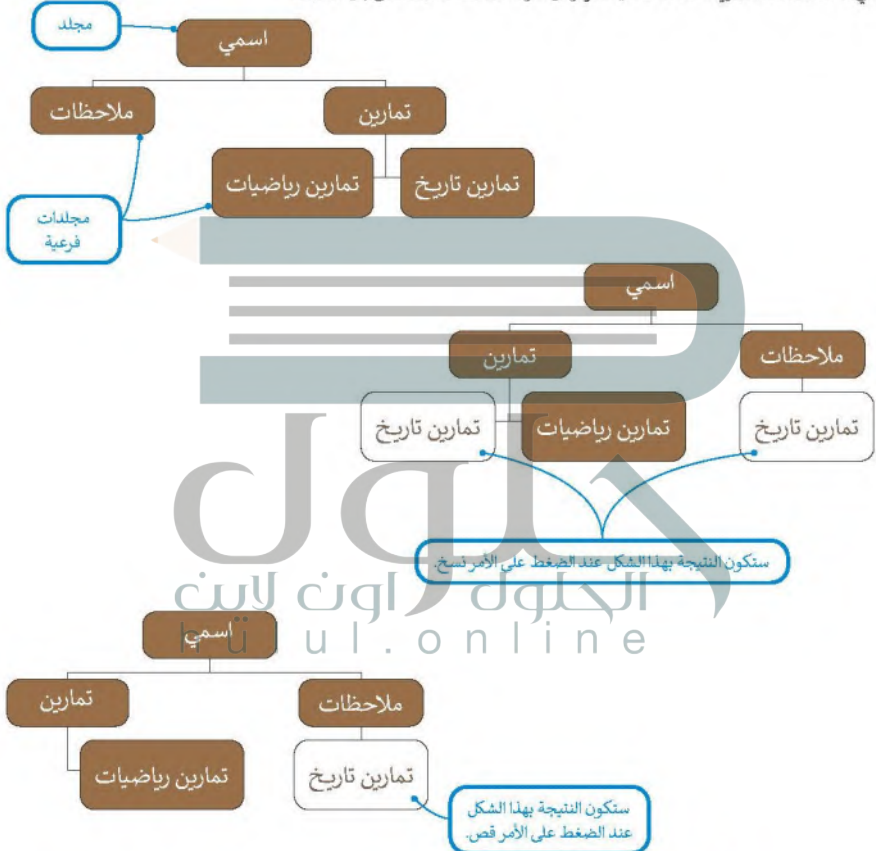 مجلد
اسمي
ملاحظات
تمارين
تمارين رياضيات
تمارين تاريخ
مجلدات
فرعية
اسمي
تمارين
ملاحظات
تمارين تاريخ
تمارين رياضيات
تمارين تاريخ
ستكون النتيجة بهذا الشكل عند الضغط على الأمر نسخ.
حلول
الحلول اون لاين
hulul.online
اسمي
تمارين
ملاحظات
تمارين رياضيات
تمارين تاريخ
ستكون النتيجة بهذا الشكل
عند الضغط على الأمر قص.